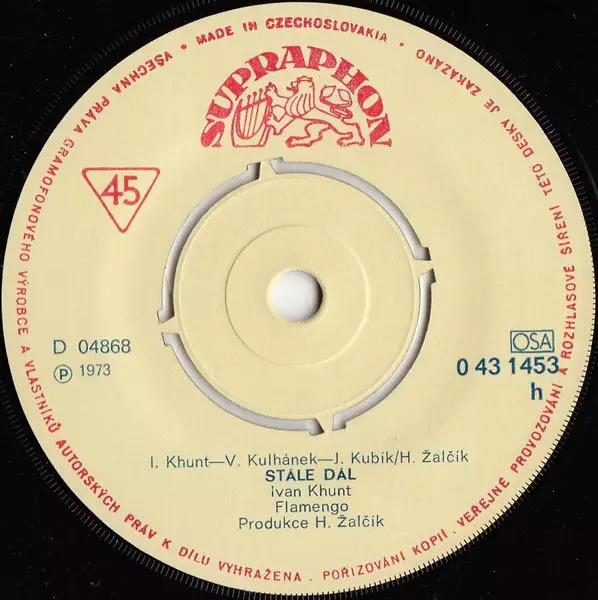 • MADE IN CZECHOSLOVAKIA •
VŠECHNA PRÁVA GRAMOFONOVÉHO VÝROBCE A VLASTNÍKŮ AUTORSKÝCH PRÁV K DÍLU VYHRAŽENA . POŘIZOVÁNÍ KOPIÍ . VEŘEJNÉ PROVOZOVÁNÍ A ROZHLASOVÉ ŠÍŘENÍ TÉTO DESKY JE ZAKÁZÁNO
SUPRAPHON
45
D 04868
Ⓟ 1973
OSA
0 43 1453
h
I. Khunt—V. Kulhánek—J. Kubík/H. Žalčík
STÁLE DÁL
Ivan Khunt
Flamengo
Produkce H. Žalčík